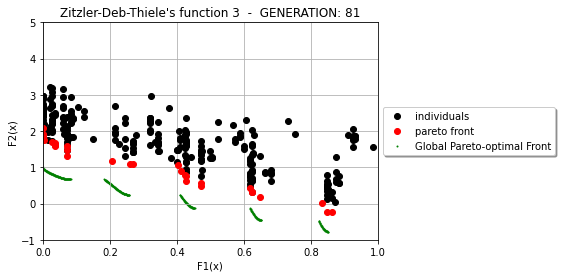 Zitzler-Deb-Thiele's function 3  -  GENERATION: 81
5
4
3
2
1
0
−1
F2(x)
0.0
0.2
0.4
0.6
0.8
1.0
F1(x)
individuals
pareto front
Global Pareto-optimal Front